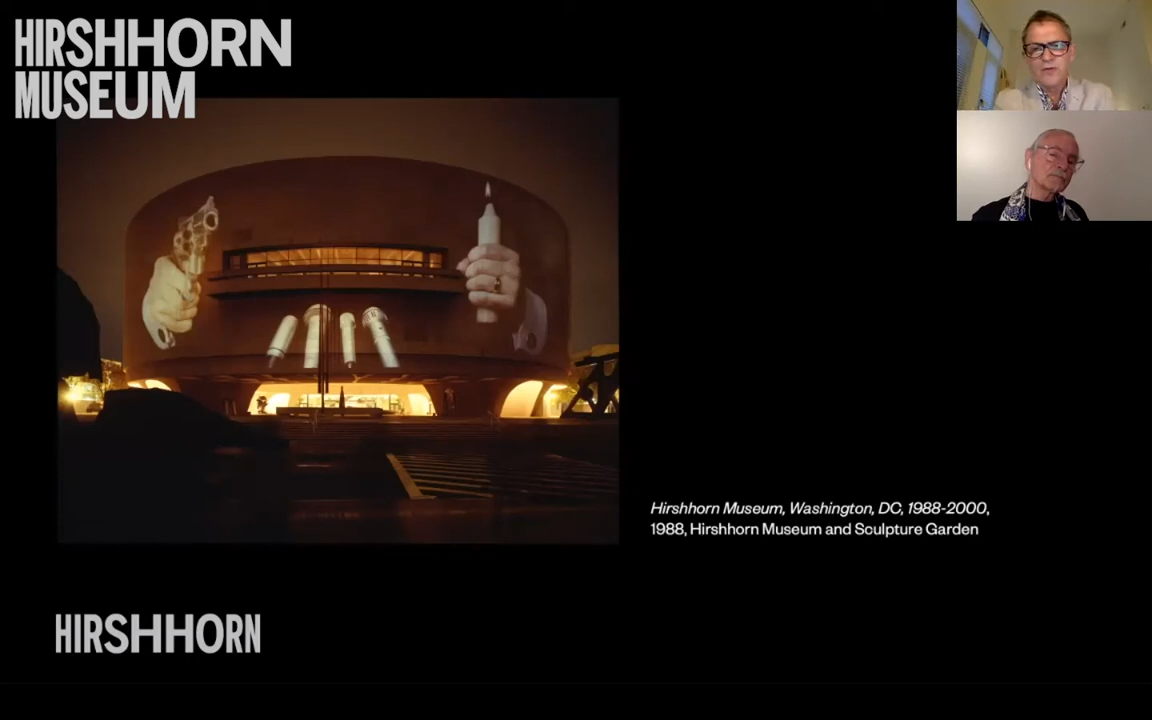 HIRSHHORN
MUSEUM
Hirshhorn Museum, Washington, DC, 1988-2000,
1988, Hirshhorn Museum and Sculpture Garden
HIRSHHORN